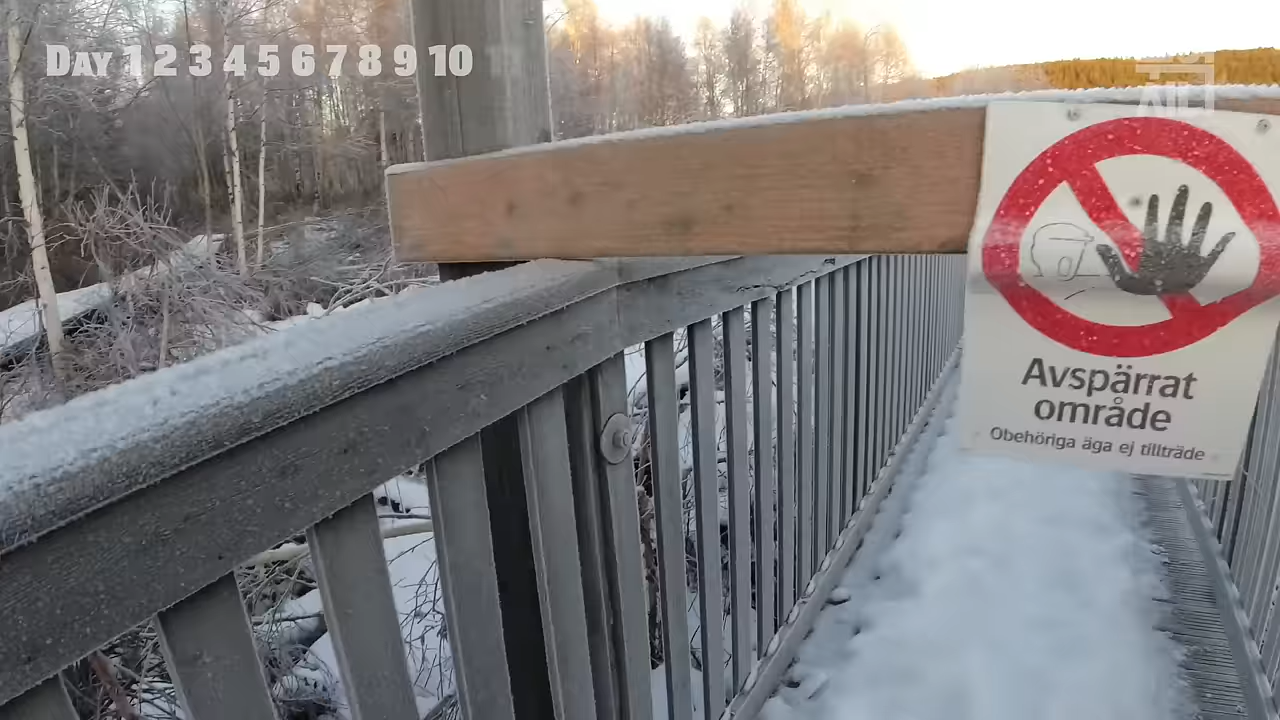 Day 1 2 3 4 5 6 7 8 9 10
Avspärrat
område
Obehöriga äga ej tillträde